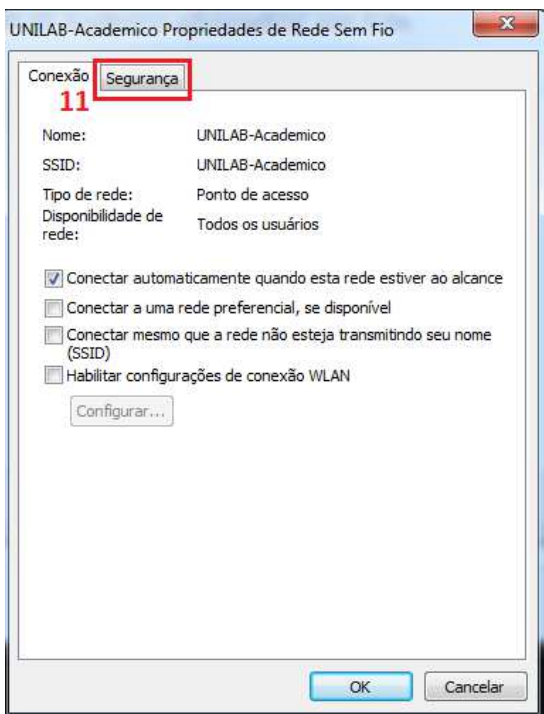 UNILAB-Academico Propriedades de Rede Sem Fio
Conexão Segurança
11
Nome: UNILAB-Academico
SSID: UNILAB-Academico
Tipo de rede: Ponto de acesso
Disponibilidade de
rede: Todos os usuários
Conectar automaticamente quando esta rede estiver ao alcance
Conectar a uma rede preferencial, se disponível
Conectar mesmo que a rede não esteja transmitindo seu nome
(SSID)
Habilitar configurações de conexão WLAN
Configurar...
OK Cancelar